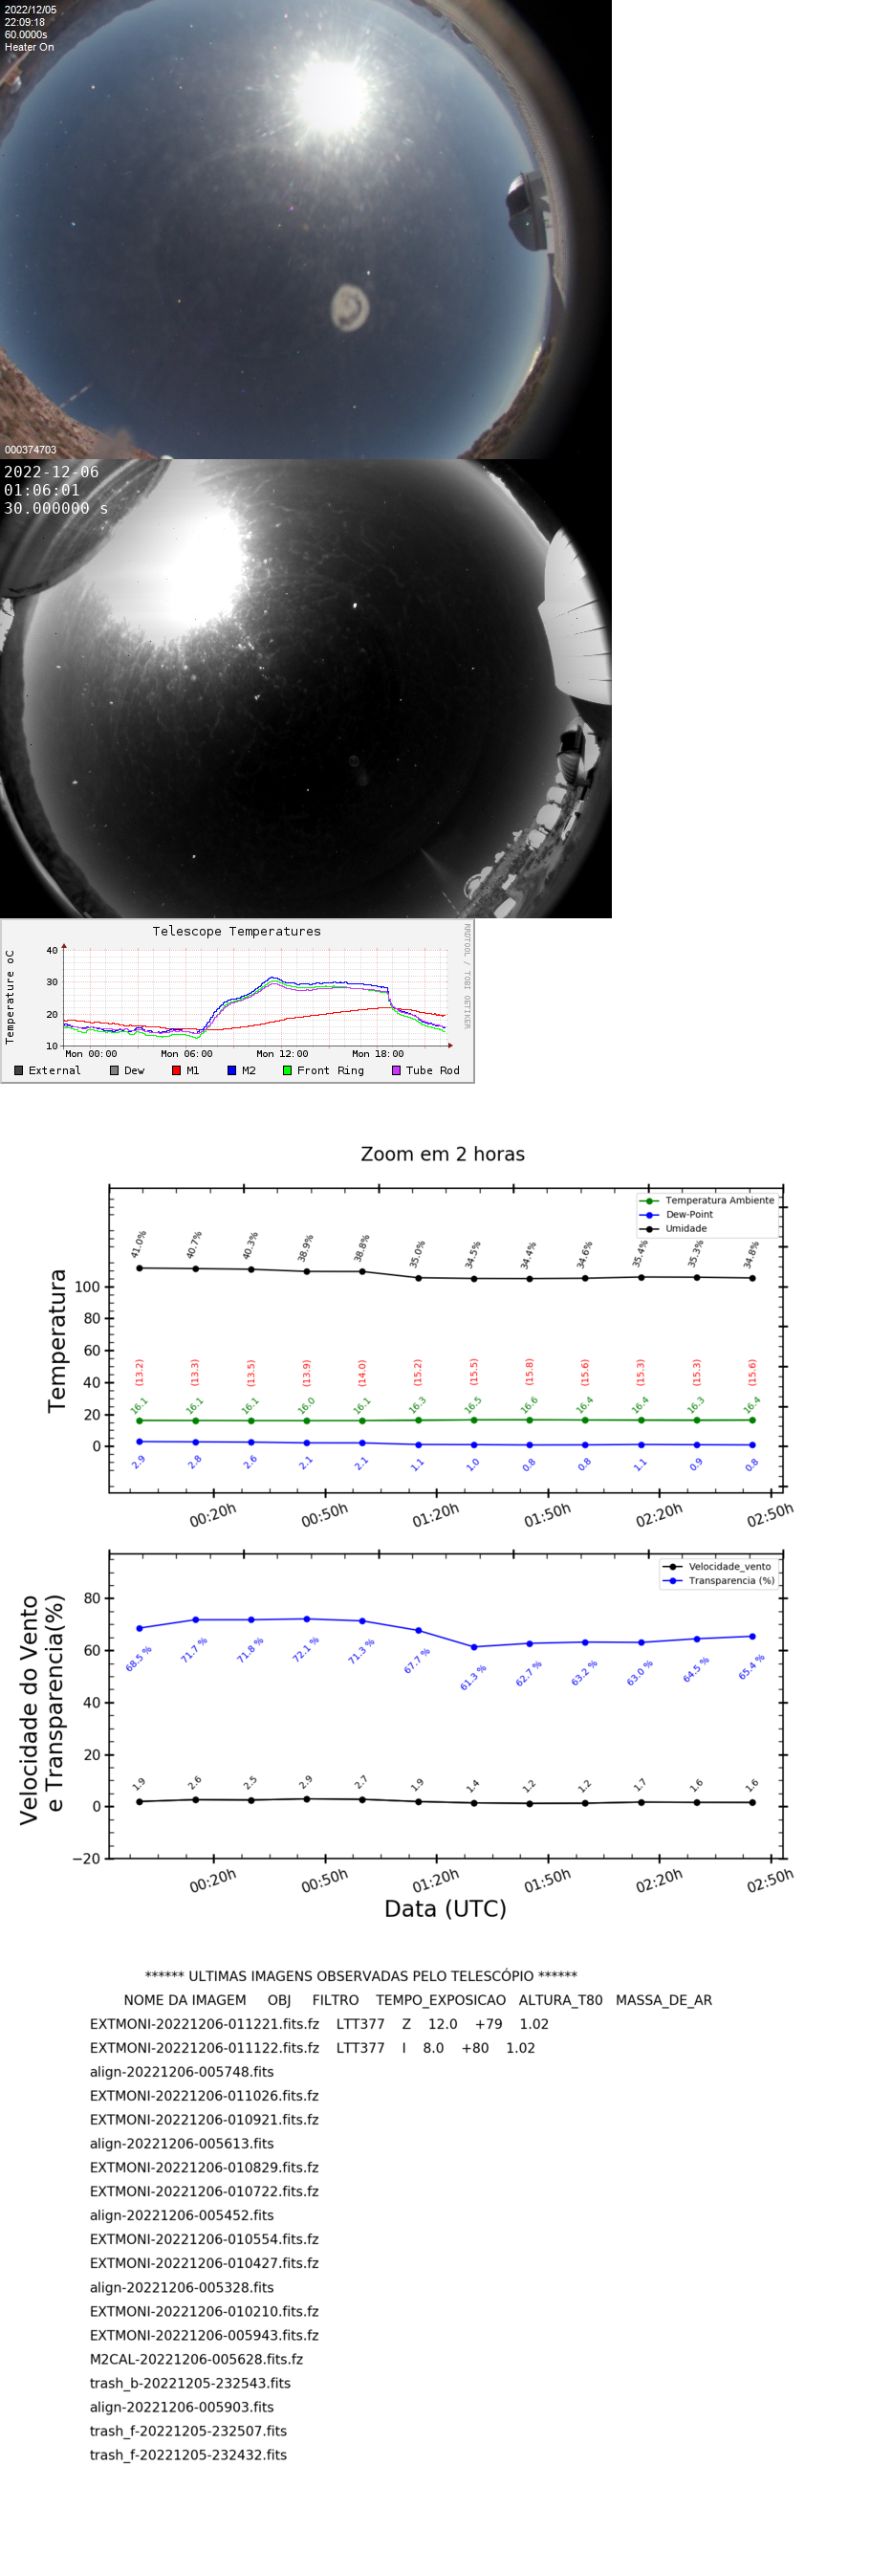 2022/12/05
22:09:18
60.0000s
Heater On
000374703
2022-12-06
01:06:01
30.000000 s
Telescope Temperatures
RRDTOOL / TOBI OETIKER
Temperature oC
40
30
20
10
Mon 00:00 Mon 06:00 Mon 12:00 Mon 18:00
External Dew M1 M2 Front Ring Tube Rod
Zoom em 2 horas
Temperatura Ambiente
Dew-Point
Umidade
41.0% 40.7% 40.3% 38.9% 38.8% 35.0% 34.5% 34.4% 34.6% 35.4% 35.3% 34.8%
Temperatura
100
80
60
40
20
0
(13.2) (13.3) (13.5) (13.9) (14.0) (15.2) (15.5) (15.8) (15.6) (15.3) (15.3) (15.6)
16.1 16.1 16.1 16.0 16.1 16.3 16.5 16.6 16.4 16.4 16.3 16.4
2.9 2.8 2.6 2.1 2.1 1.1 1.0 0.8 0.8 1.1 0.9 0.8
00:20h 00:50h 01:20h 01:50h 02:20h 02:50h
Velocidade_vento
Transparencia (%)
Velocidade do Vento
e Transparencia(%)
80
60
40
20
0
−20
68.5 % 71.7 % 71.8 % 72.1 % 71.3 % 67.7 % 61.3 % 62.7 % 63.2 % 63.0 % 64.5 % 65.4 %
1.9 2.6 2.5 2.9 2.7 1.9 1.4 1.2 1.2 1.7 1.6 1.6
00:20h 00:50h 01:20h 01:50h 02:20h 02:50h
Data (UTC)
****** ULTIMAS IMAGENS OBSERVADAS PELO TELESCÓPIO ******
NOME DA IMAGEM OBJ FILTRO TEMPO_EXPOSICAO ALTURA_T80 MASSA_DE_AR
EXTMONI-20221206-011221.fits.fz LTT377 Z 12.0 +79 1.02
EXTMONI-20221206-011122.fits.fz LTT377 I 8.0 +80 1.02
align-20221206-005748.fits
EXTMONI-20221206-011026.fits.fz
EXTMONI-20221206-010921.fits.fz
align-20221206-005613.fits
EXTMONI-20221206-010829.fits.fz
EXTMONI-20221206-010722.fits.fz
align-20221206-005452.fits
EXTMONI-20221206-010554.fits.fz
EXTMONI-20221206-010427.fits.fz
align-20221206-005328.fits
EXTMONI-20221206-010210.fits.fz
EXTMONI-20221206-005943.fits.fz
M2CAL-20221206-005628.fits.fz
trash_b-20221205-232543.fits
align-20221206-005903.fits
trash_f-20221205-232507.fits
trash_f-20221205-232432.fits